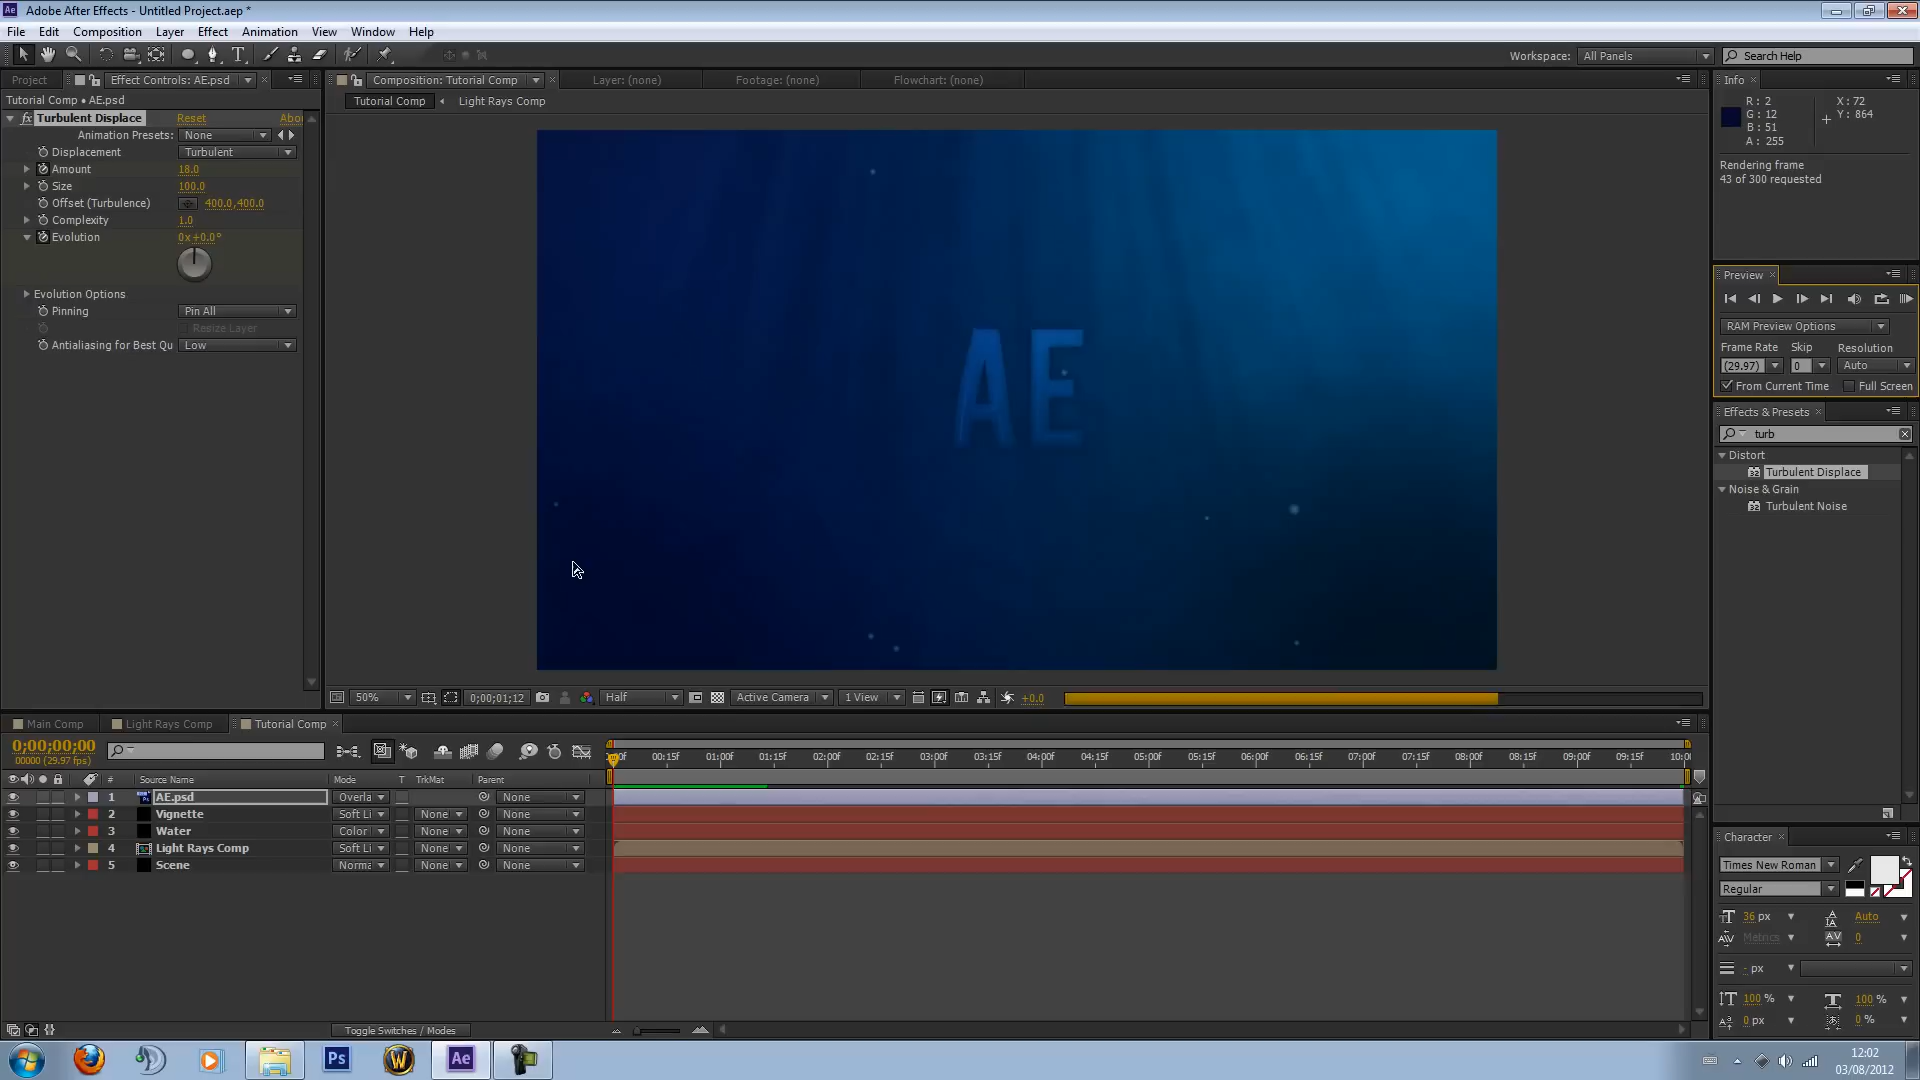 Adobe After Effects - Untitled Project.aep *
File Edit Composition Layer Effect Animation View Window Help
Workspace: All Panels Search Help
Project Effect Controls: AE.psd
Tutorial Comp • AE.psd
fx Turbulent Displace Reset Abou
Animation Presets: None
Displacement Turbulent
Amount 18.0
Size 100.0
Offset (Turbulence) 400.0,400.0
Complexity 1.0
Evolution 0x+0.0°
Evolution Options
Pinning Pin All
Resize Layer
Antialiasing for Best Qu Low
Composition: Tutorial Comp Layer: (none) Footage: (none) Flowchart: (none)
Tutorial Comp Light Rays Comp
AE
50% 0;00;01;12 Half Active Camera 1 View +0.0
Info
R: 2 X: 72
G: 12 Y: 864
B: 51
A: 255
Rendering frame
43 of 300 requested
Preview
RAM Preview Options
Frame Rate Skip Resolution
(29.97) 0 Auto
From Current Time Full Screen
Effects & Presets
turb
Distort
Turbulent Displace
Noise & Grain
Turbulent Noise
Character
Times New Roman
Regular
36 px Auto
Metrics 0
- px
100 % 100 %
0 px 0 %
Main Comp Light Rays Comp Tutorial Comp
0;00;00;00
00000 (29.97 fps)
00f 00:15f 01:00f 01:15f 02:00f 02:15f 03:00f 03:15f 04:00f 04:15f 05:00f 05:15f 06:00f 06:15f 07:00f 07:15f 08:00f 08:15f 09:00f 09:15f 10:0
# Source Name Mode T TrkMat Parent
1 AE.psd Overla None
2 Vignette Soft Li None None
3 Water Color None None
4 Light Rays Comp Soft Li None None
5 Scene Norma None None
Toggle Switches / Modes
Ps W Ae
12:02
03/08/2012